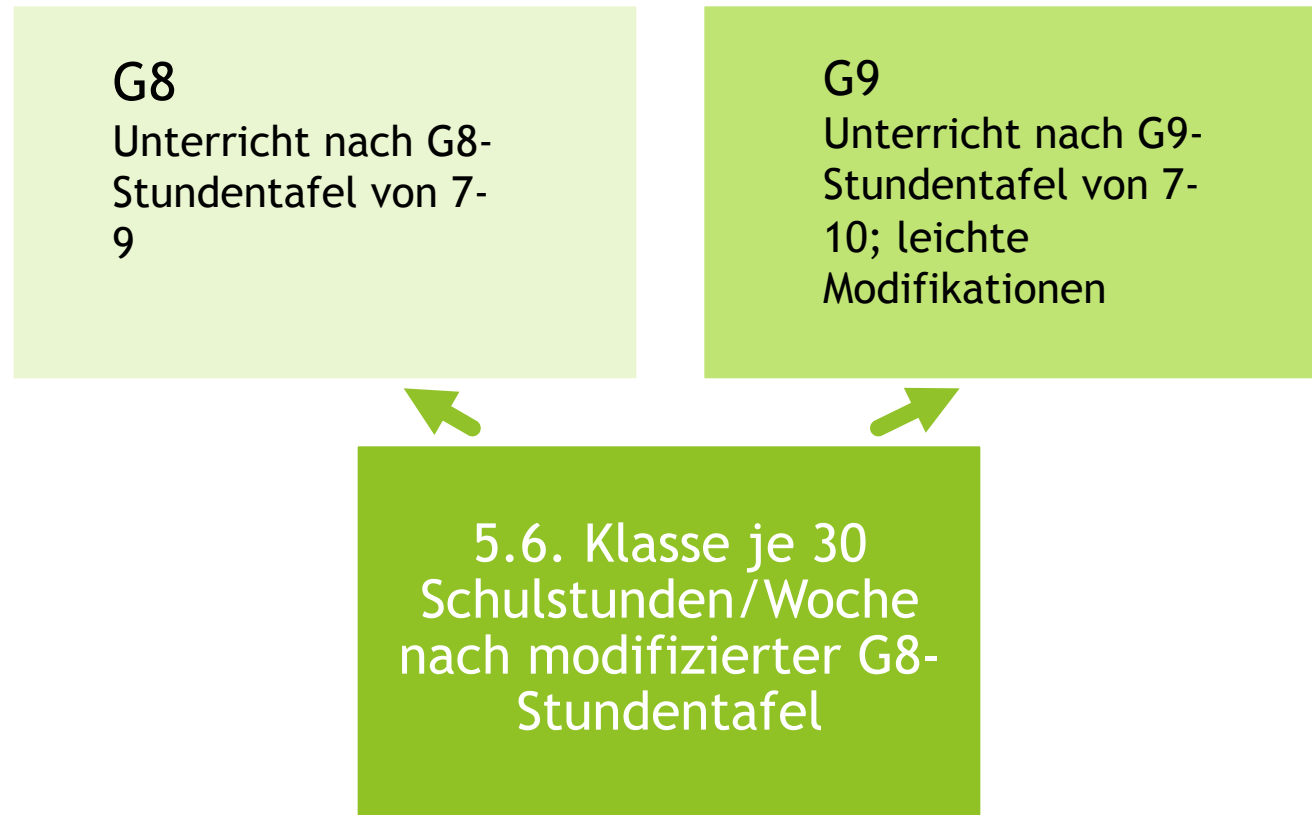 G8
Unterricht nach G8-
Stundentafel von 7-
9
G9
Unterricht nach G9-
Stundentafel von 7-
10; leichte
Modifikationen
5.6. Klasse je 30
Schulstunden/Woche
nach modifizierter G8-
Stundentafel